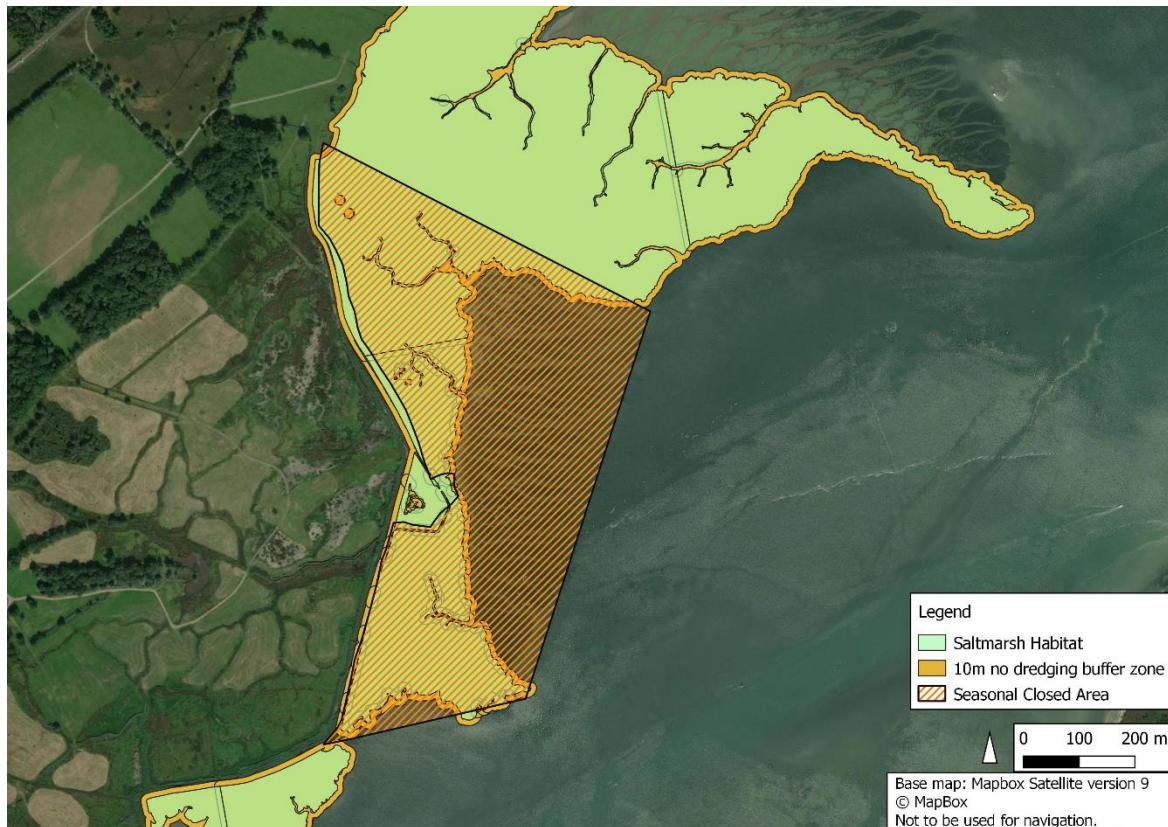 Legend
Saltmarsh Habitat
10m no dredging buffer zone
Seasonal Closed Area
0 100 200 m
Base map: Mapbox Satellite version 9
© MapBox
Not to be used for navigation.